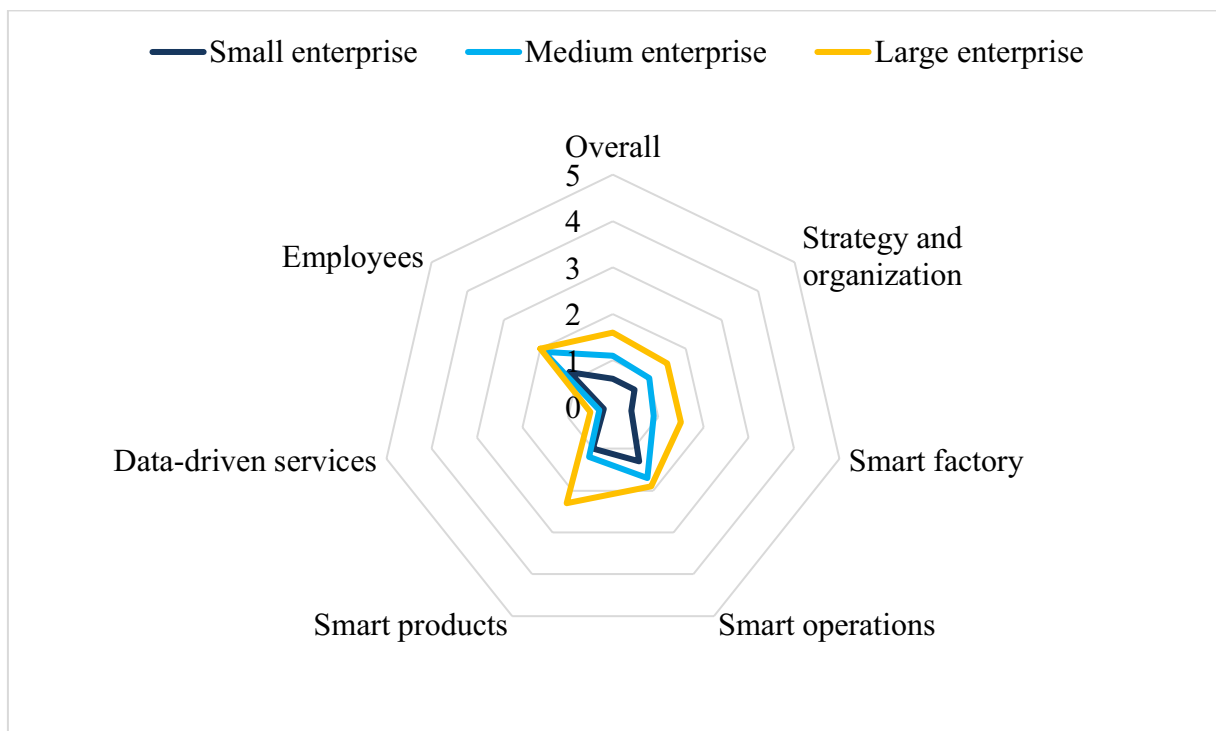 Small enterprise Medium enterprise Large enterprise
Overall
5
4
3
2
1
0
Strategy and
organization
Smart factory
Smart operations
Smart products
Data-driven services
Employees